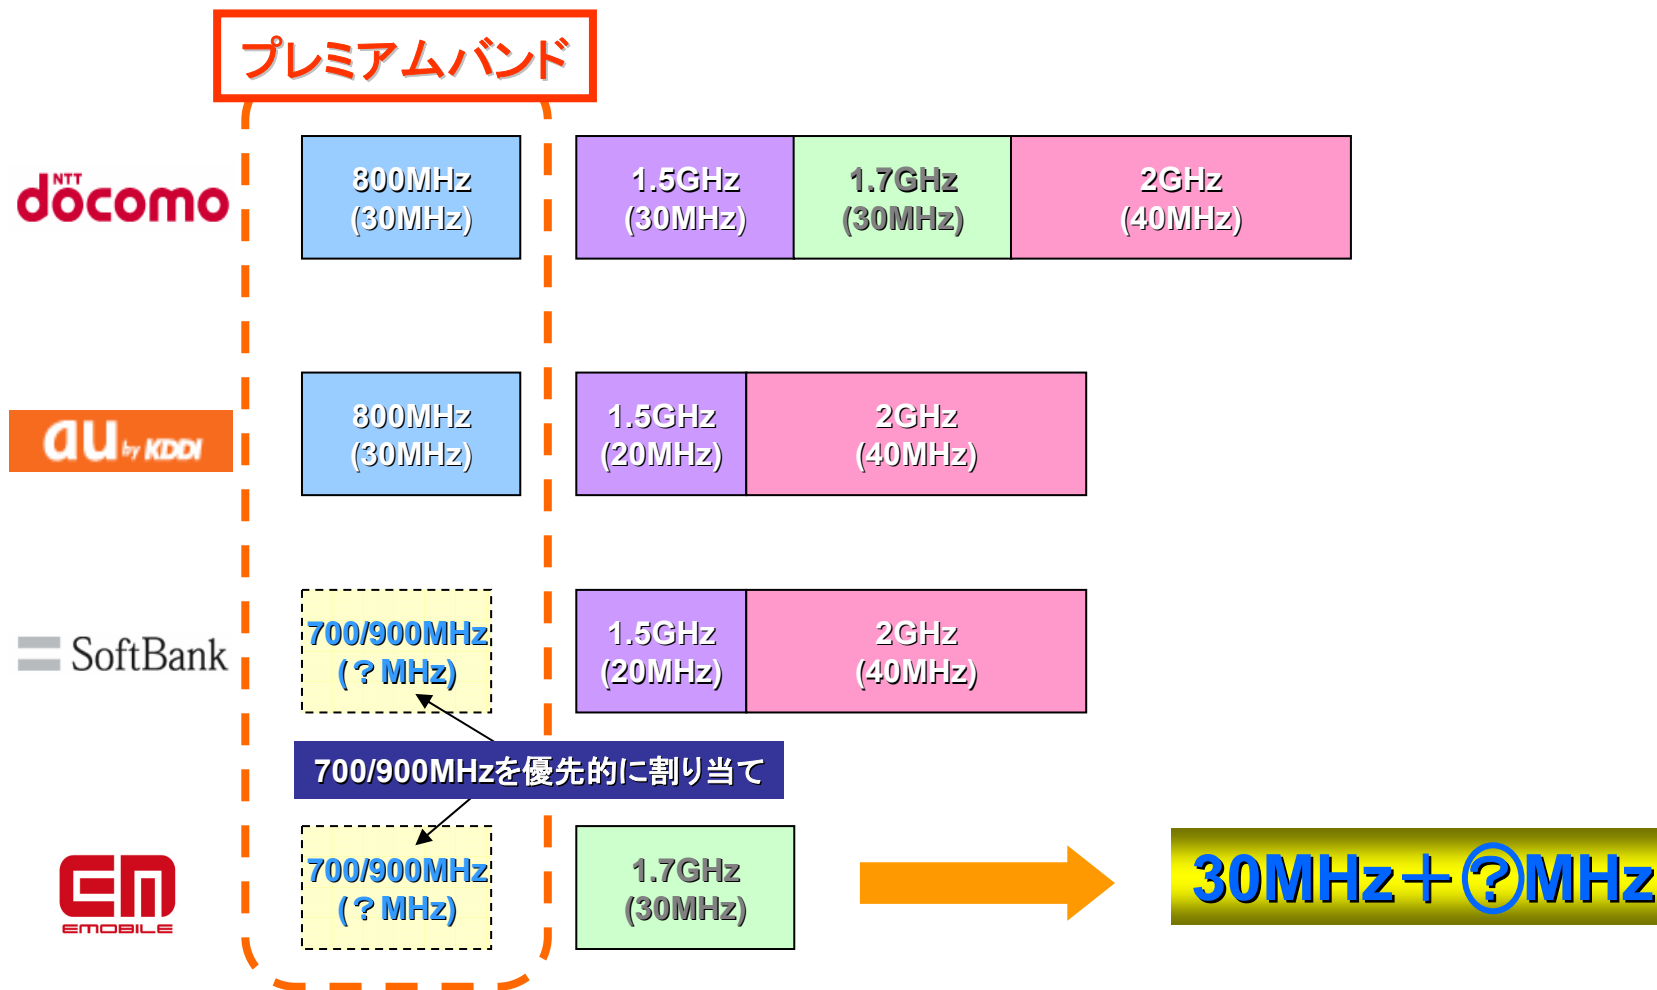 プレミアムバンド
NTT
docomo
800MHz
(30MHz)
1.5GHz
(30MHz)
1.7GHz
(30MHz)
2GHz
(40MHz)
au by KDDI
800MHz
(30MHz)
1.5GHz
(20MHz)
2GHz
(40MHz)
SoftBank
700/900MHz
(？MHz)
1.5GHz
(20MHz)
2GHz
(40MHz)
700/900MHzを優先的に割り当て
EM
EMOBILE
700/900MHz
(？MHz)
1.7GHz
(30MHz)
30MHz＋？MHz